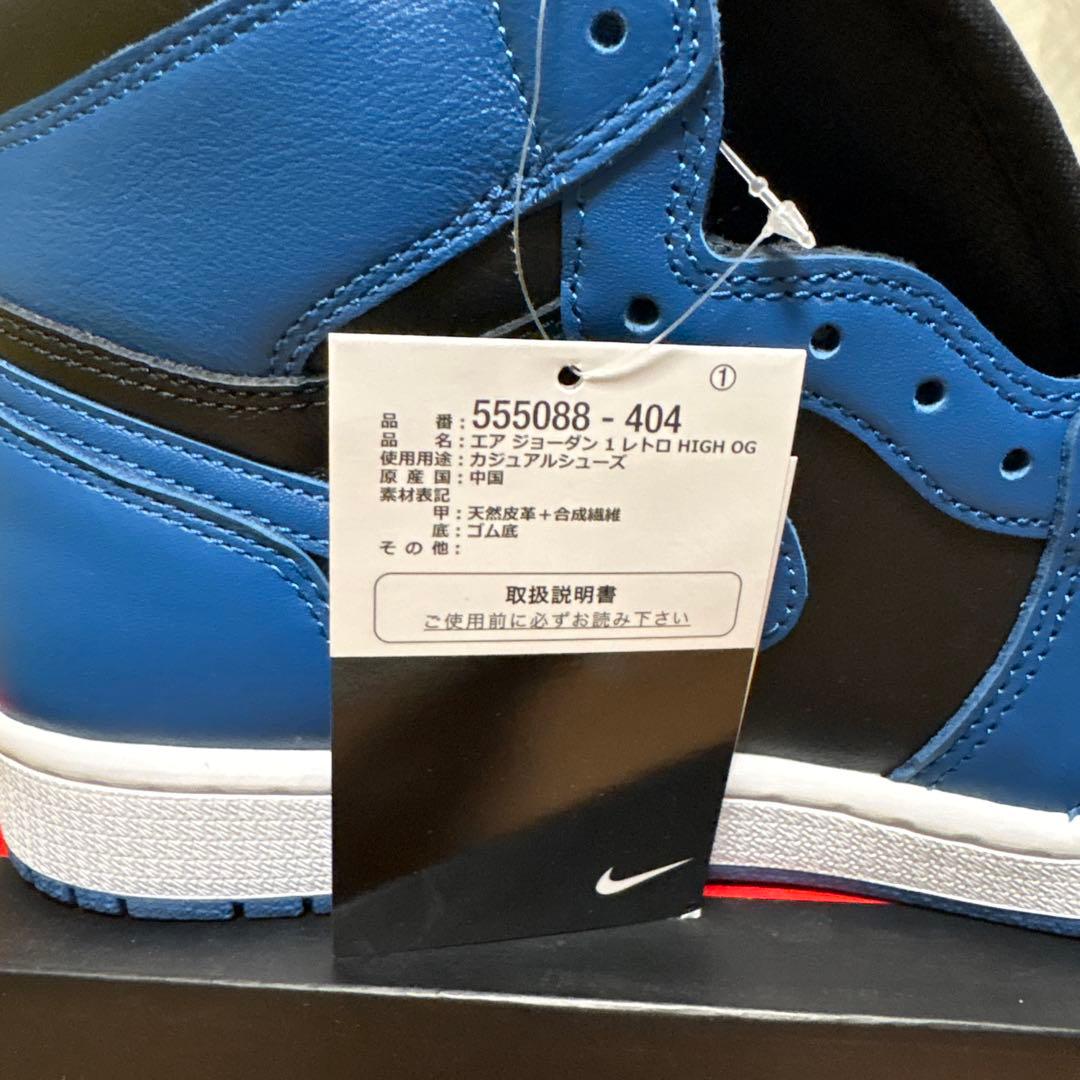 ①
品番:555088 - 404
品名:エア ジョーダン 1 レトロ HIGH OG
使用用途:カジュアルシューズ
原産国:中国
素材表記
甲:天然皮革+合成繊維
底:ゴム底
その他:
取扱説明書
ご使用前に必ずお読み下さい